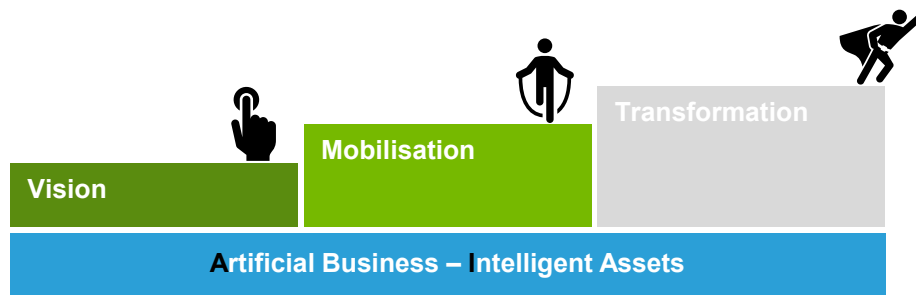 Transformation
Mobilisation
Vision
Artificial Business – Intelligent Assets